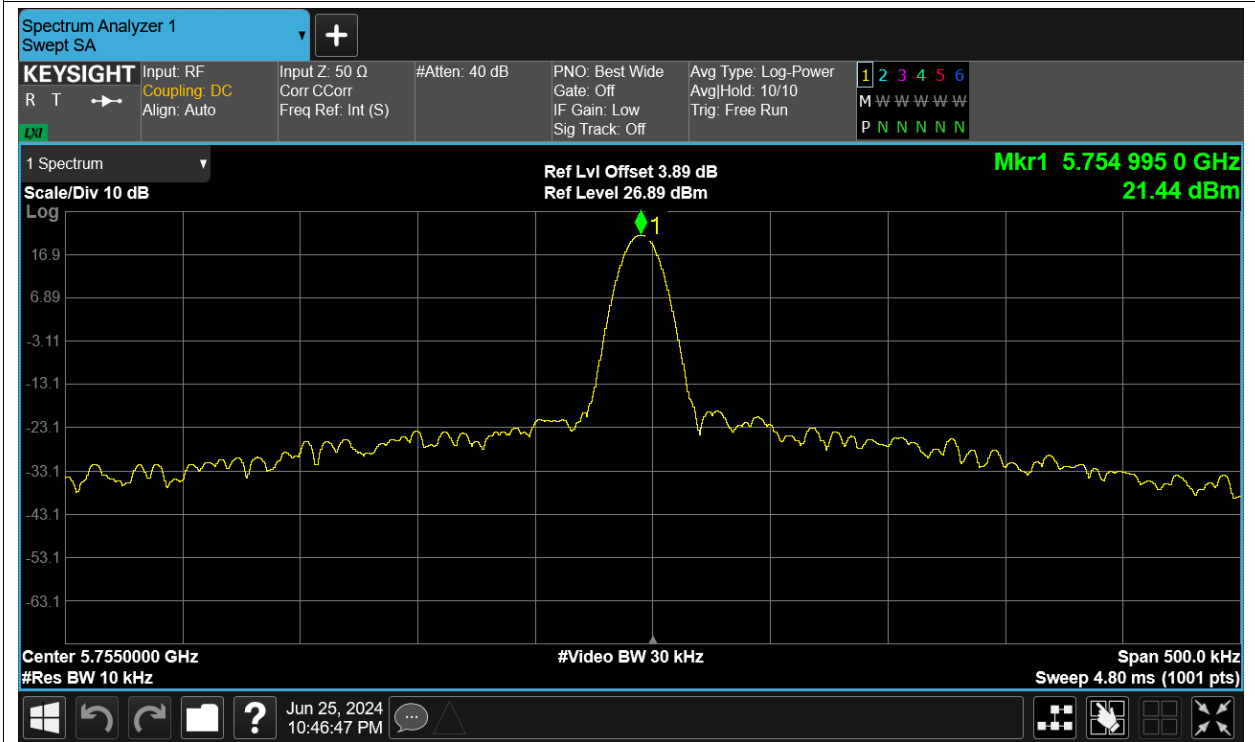 Spectrum Analyzer 1
Swept SA
+
KEYSIGHT
R T
LXI
Input: RF
Coupling: DC
Align: Auto
Input Z: 50 Ω
Corr CCorr
Freq Ref: Int (S)
#Atten: 40 dB
PNO: Best Wide
Gate: Off
IF Gain: Low
Sig Track: Off
Avg Type: Log-Power
Avg|Hold: 10/10
Trig: Free Run
1 2 3 4 5 6
M W W W W W
P N N N N N
1 Spectrum
Scale/Div 10 dB
Log
Ref Lvl Offset 3.89 dB
Ref Level 26.89 dBm
Mkr1 5.754 995 0 GHz
21.44 dBm
1
16.9
6.89
-3.11
-13.1
-23.1
-33.1
-43.1
-53.1
-63.1
Center 5.7550000 GHz
#Res BW 10 kHz
#Video BW 30 kHz
Span 500.0 kHz
Sweep 4.80 ms (1001 pts)
?
Jun 25, 2024
10:46:47 PM